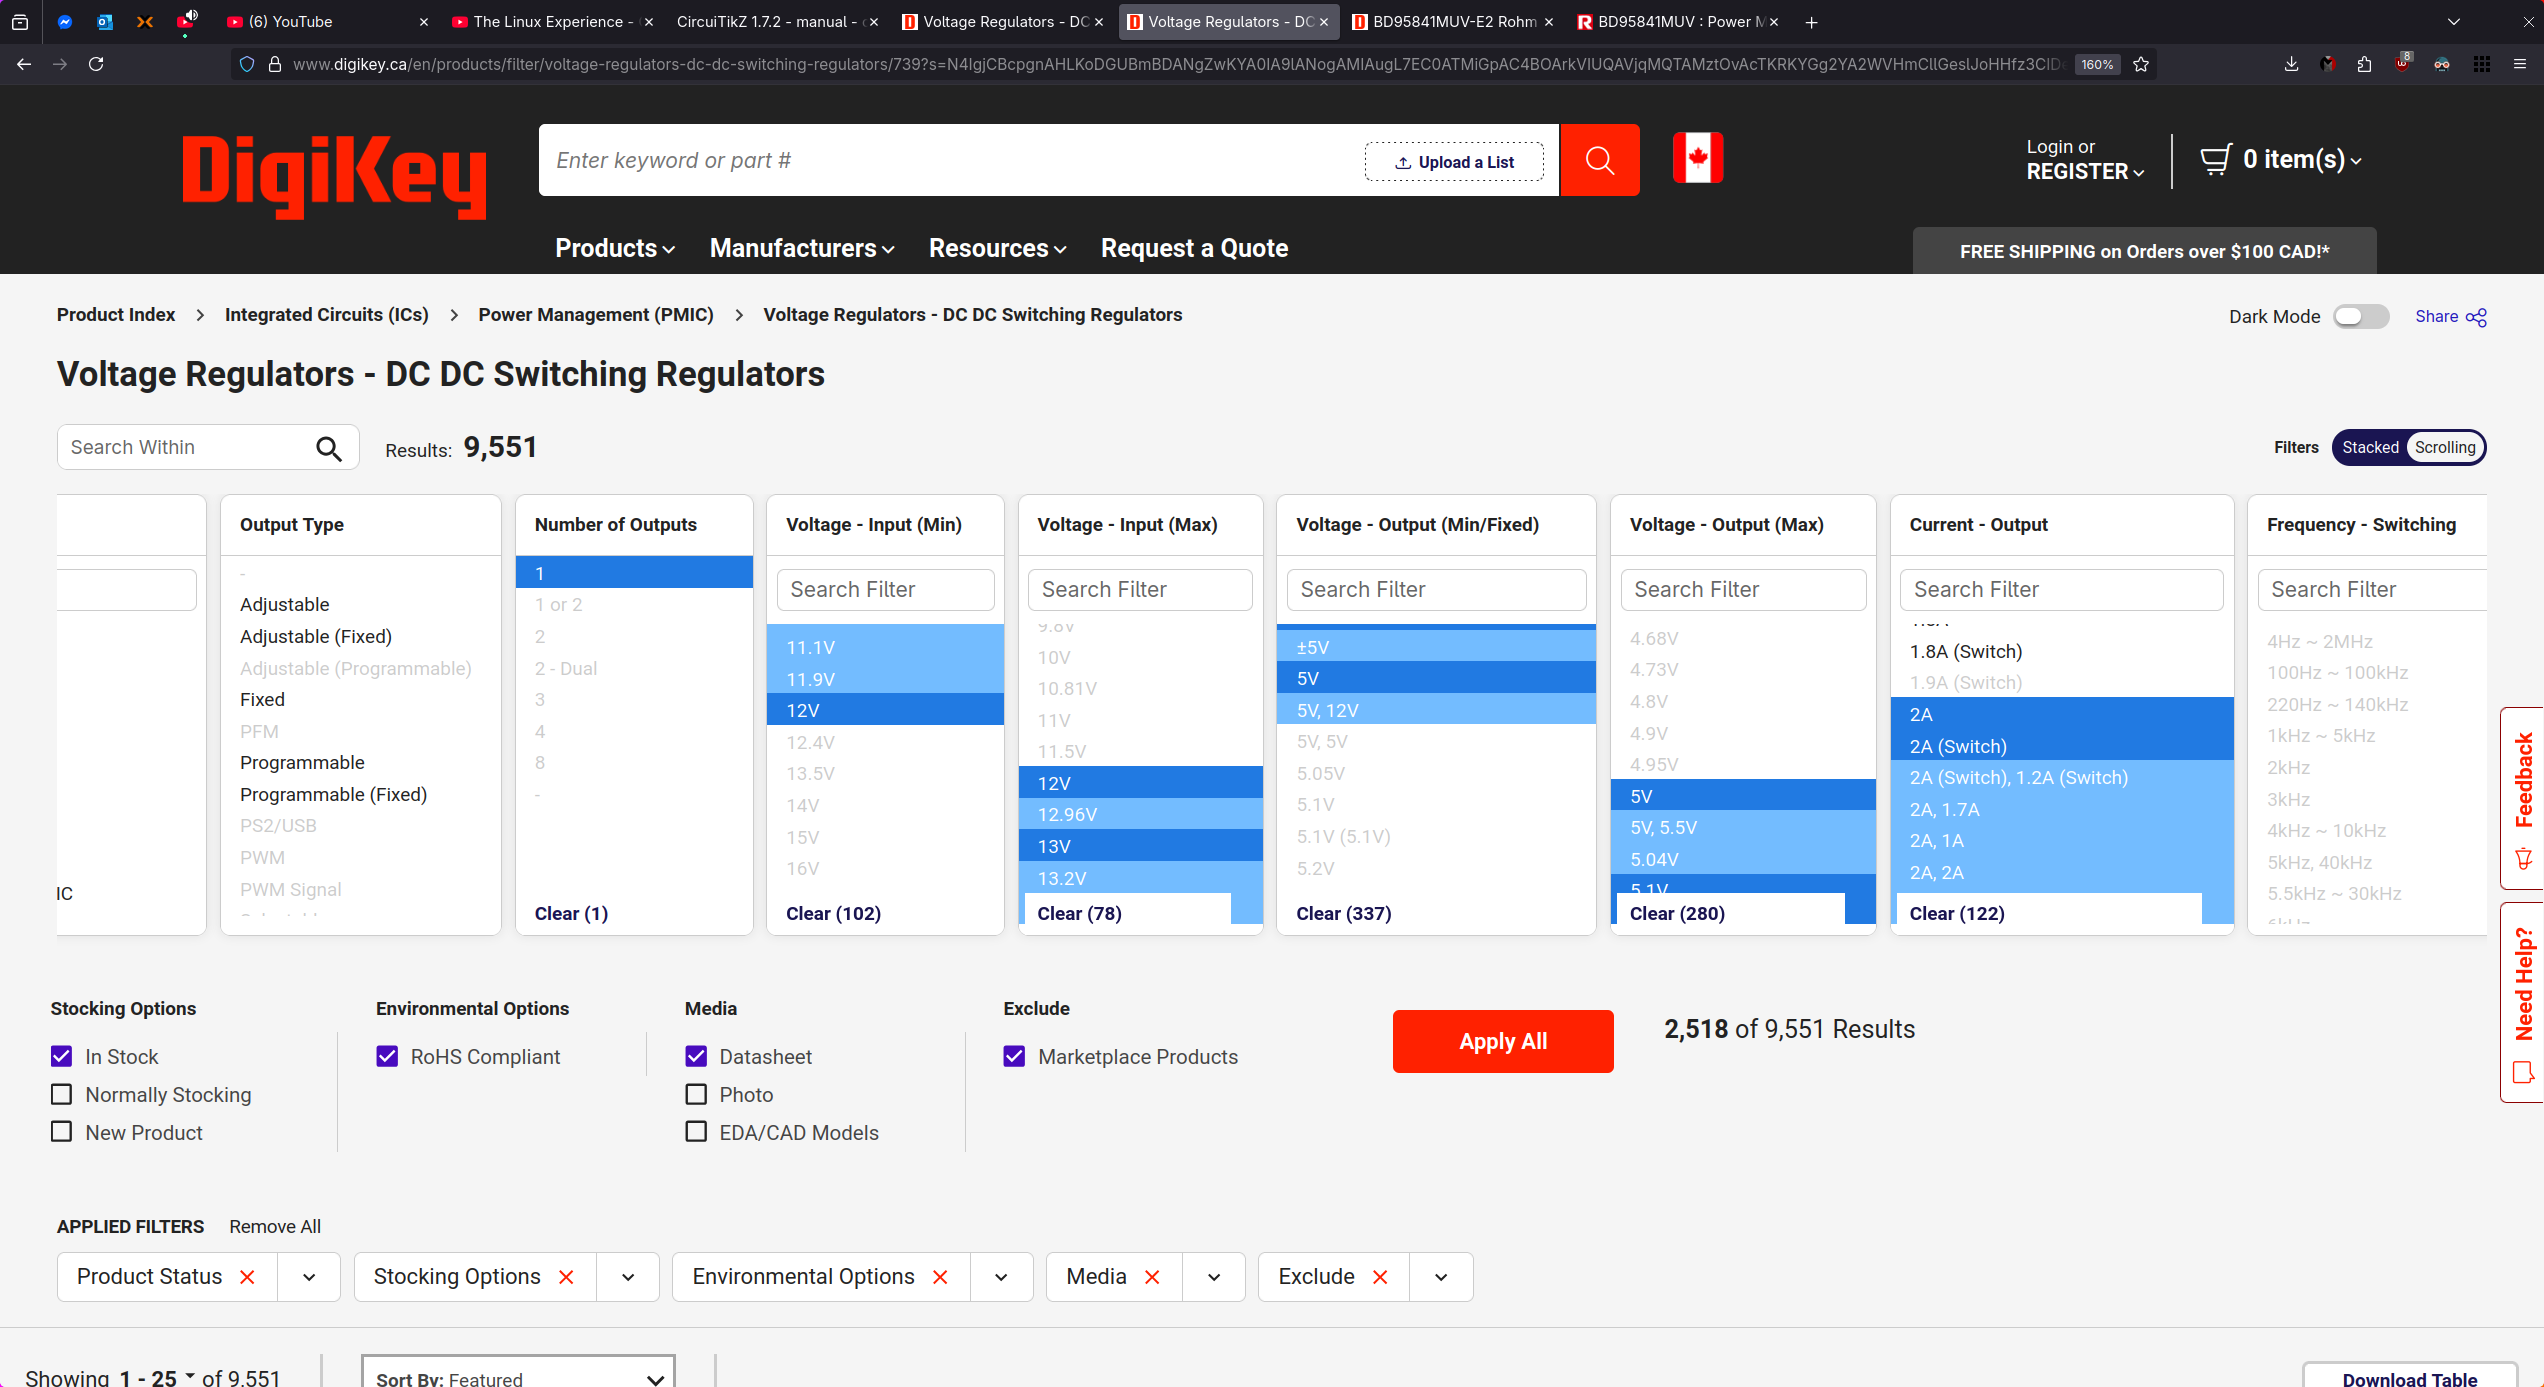 (6) YouTube
The Linux Experience -
CircuiTikZ 1.7.2 - manual -
Voltage Regulators - DC
Voltage Regulators - DC
BD95841MUV-E2 Rohm
BD95841MUV : Power M
160%
8
DigiKey
Enter keyword or part #
Upload a List
Login or
REGISTER
0 item(s)
Products
Manufacturers
Resources
Request a Quote
FREE SHIPPING on Orders over $100 CAD!*
Product Index > Integrated Circuits (ICs) > Power Management (PMIC) > Voltage Regulators - DC DC Switching Regulators
Dark Mode
Share
Voltage Regulators - DC DC Switching Regulators
Search Within
Results: 9,551
Filters
Stacked
Scrolling
IC
Output Type
-
Adjustable
Adjustable (Fixed)
Adjustable (Programmable)
Fixed
PFM
Programmable
Programmable (Fixed)
PS2/USB
PWM
PWM Signal
Number of Outputs
1
1 or 2
2
2 - Dual
3
4
8
-
Clear (1)
Voltage - Input (Min)
Search Filter
11.1V
11.9V
12V
12.4V
13.5V
14V
15V
16V
Clear (102)
Voltage - Input (Max)
Search Filter
9.8V
10V
10.81V
11V
11.5V
12V
12.96V
13V
13.2V
Clear (78)
Voltage - Output (Min/Fixed)
Search Filter
±5V
5V
5V, 12V
5V, 5V
5.05V
5.1V
5.1V (5.1V)
5.2V
Clear (337)
Voltage - Output (Max)
Search Filter
4.68V
4.73V
4.8V
4.9V
4.95V
5V
5V, 5.5V
5.04V
5.1V
Clear (280)
Current - Output
Search Filter
1.8A (Switch)
1.9A (Switch)
2A
2A (Switch)
2A (Switch), 1.2A (Switch)
2A, 1.7A
2A, 1A
2A, 2A
Clear (122)
Frequency - Switching
Search Filter
4Hz ~ 2MHz
100Hz ~ 100kHz
220Hz ~ 140kHz
1kHz ~ 5kHz
2kHz
3kHz
4kHz ~ 10kHz
5kHz, 40kHz
5.5kHz ~ 30kHz
6kHz
Feedback
Need Help?
Stocking Options
In Stock
Normally Stocking
New Product
Environmental Options
RoHS Compliant
Media
Datasheet
Photo
EDA/CAD Models
Exclude
Marketplace Products
Apply All
2,518 of 9,551 Results
APPLIED FILTERS
Remove All
Product Status
Stocking Options
Environmental Options
Media
Exclude
Showing 1 - 25 of 9,551
Sort By: Featured
Download Table